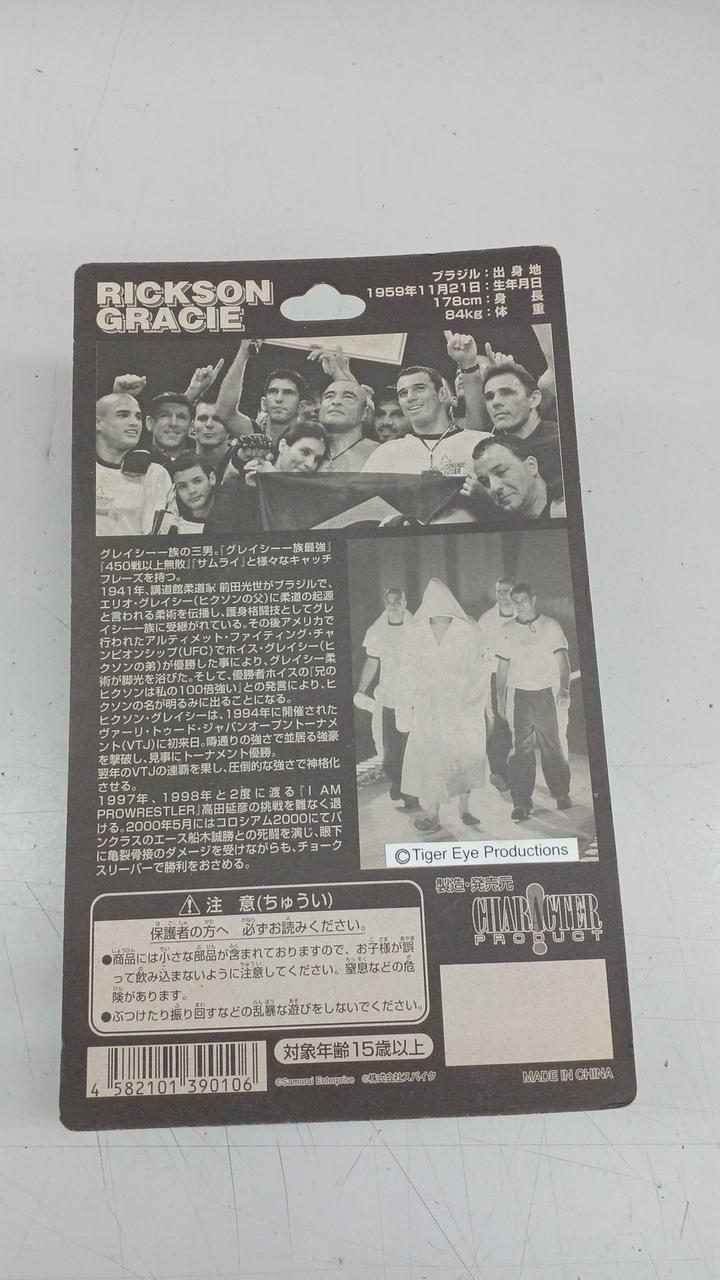 RICKSON
GRACIE
ブラジル：出身地
1959年11月21日：生年月日
178cm：身長
84kg：体重
グレイシー一族の三男。『グレイシー一族最強』
『450戦以上無敗』『サムライ』と様々なキャッチ
フレーズを持つ。
1941年、講道館柔道家 前田光世がブラジルで、
エリオ・グレイシー(ヒクソンの父)に柔道の起源
と言われる柔術を伝播し、護身格闘技としてグレ
イシー一族に受継がれている。その後アメリカで
行われたアルティメット・ファイティング・チャ
ンピオンシップ(UFC)でホイス・グレイシー(ヒ
クソンの弟)が優勝した事により、グレイシー柔
術が脚光を浴びた。そして、優勝者ホイスの『兄の
ヒクソンは私の100倍強い』との発言により、ヒ
クソンの名が明るみに出ることになる。
ヒクソン・グレイシーは、1994年に開催された
ヴァーリ・トゥード・ジャパンオープントーナメ
ント(VTJ)に初来日。噂通りの強さで並居る強豪
を撃破し、見事にトーナメント優勝。
翌年のVTJの連覇を果し、圧倒的な強さで神格化
させる。
1997年、1998年と2度に渡る『I AM
PROWRESTLER』高田延彦の挑戦を難なく退
ける。2000年5月にはコロシアム2000にてパ
ンクラスのエース船木誠勝との死闘を演じ、眼下
に亀裂骨接のダメージを受けながらも、チョーク
スリーパーで勝利をおさめる。
©Tiger Eye Productions
製造・発売元
CHARACTER
PRODUCT
注 意(ちゅうい)
保護者の方へ 必ずお読みください。
●商品には小さな部品が含まれておりますので、お子様が誤
って飲み込まないように注意してください。窒息などの危
険があります。
●ぶつけたり振り回すなどの乱暴な遊びをしないでください。
対象年齢15歳以上
4 582101 390106
©Samorai Enterprise ©株式会社スパイク
MADE IN CHINA